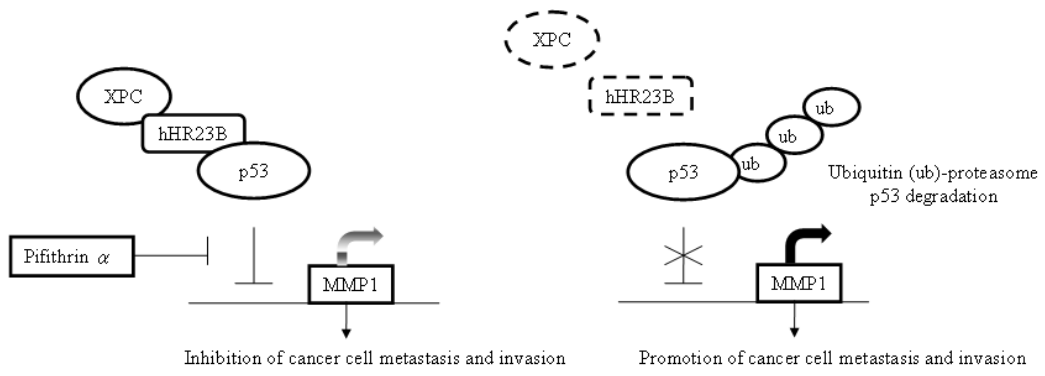 XPC
hHR23B
p53
Pifithrin α
MMP1
Inhibition of cancer cell metastasis and invasion
XPC
hHR23B
p53
ub
ub
ub
Ubiquitin (ub)-proteasome
p53 degradation
MMP1
Promotion of cancer cell metastasis and invasion